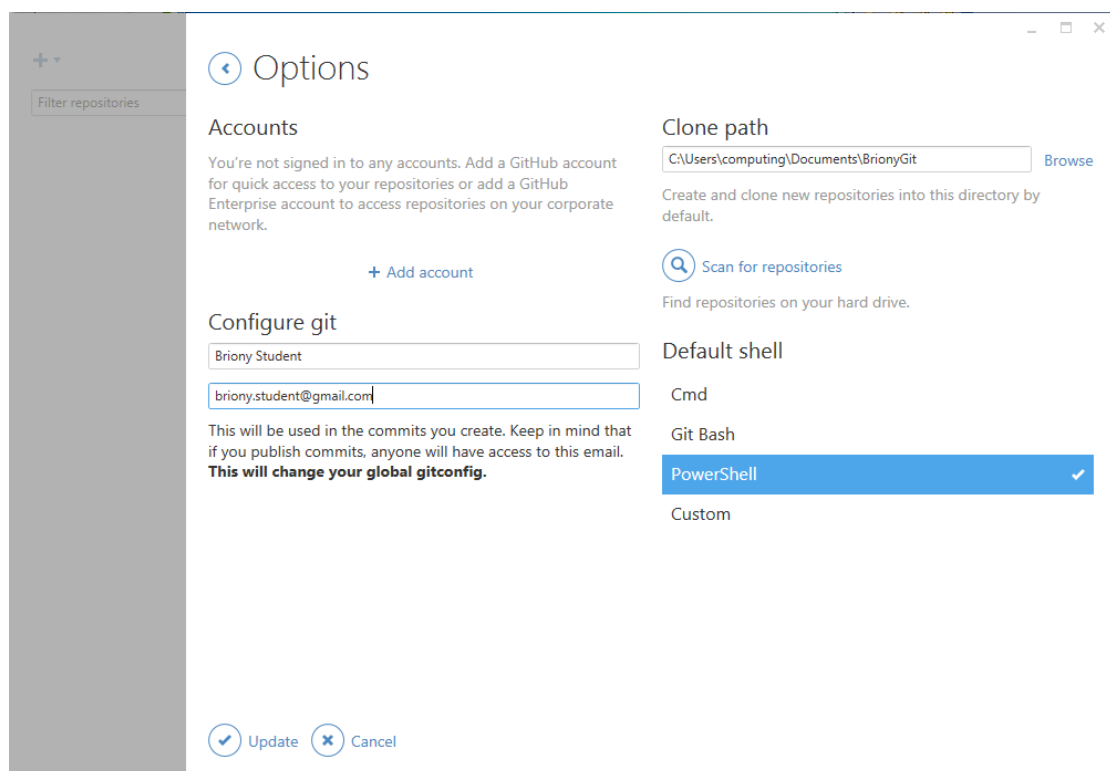 Filter repositories
Options
Accounts
You're not signed in to any accounts. Add a GitHub account
for quick access to your repositories or add a GitHub
Enterprise account to access repositories on your corporate
network.
+ Add account
Configure git
Briony Student
briony.student@gmail.com
This will be used in the commits you create. Keep in mind that
if you publish commits, anyone will have access to this email.
This will change your global gitconfig.
Clone path
C:\Users\computing\Documents\BrionyGit
Browse
Create and clone new repositories into this directory by
default.
Scan for repositories
Find repositories on your hard drive.
Default shell
Cmd
Git Bash
PowerShell
Custom
Update
Cancel